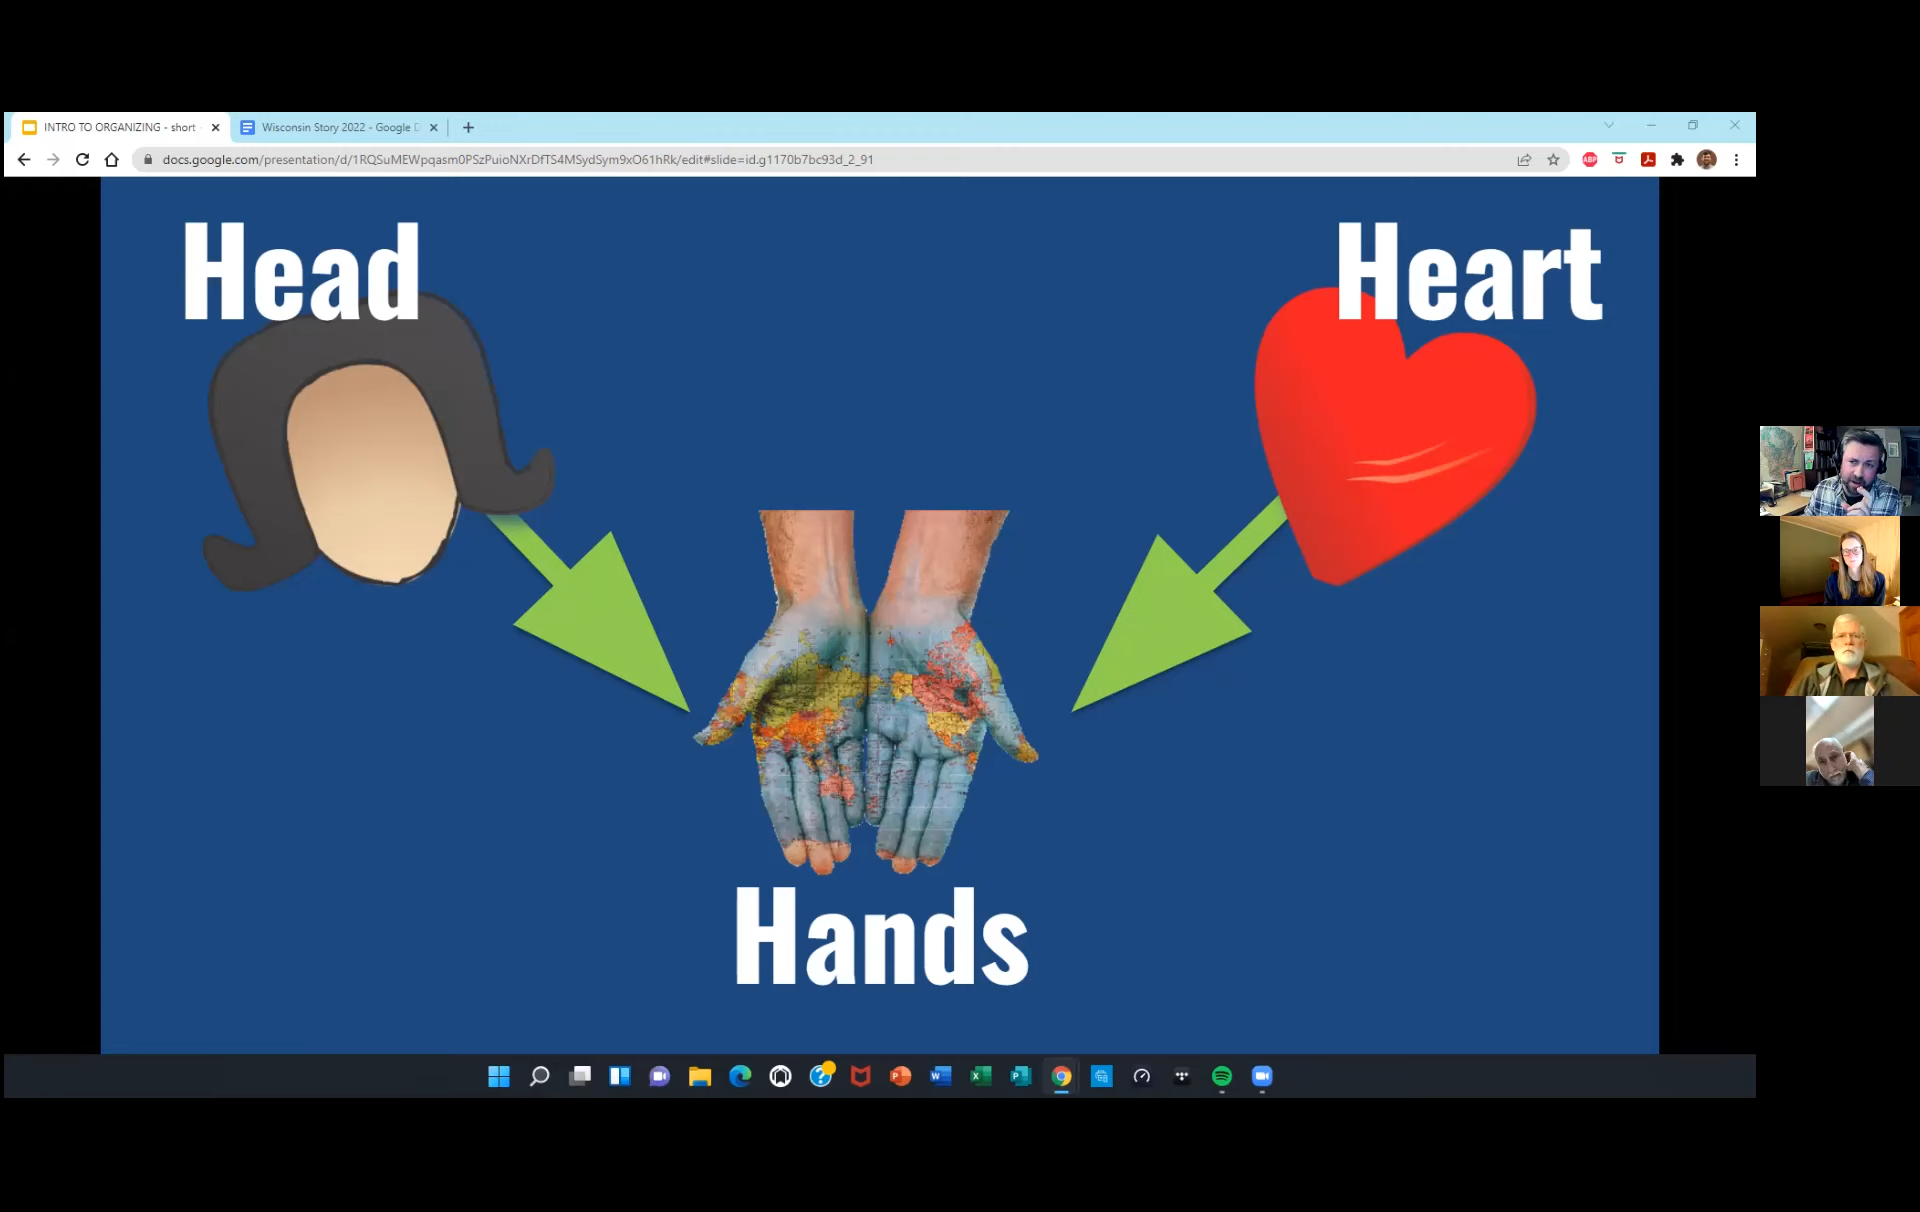 INTRO TO ORGANIZING - short
Wisconsin Story 2022 - Google D
docs.google.com/presentation/d/1RQSuMEWpqasm0PSzPuioNXrDfTS4MSydSym9xO61hRk/edit#slide=id.g1170b7bc93d_2_91
ABP
Head
Heart
Hands